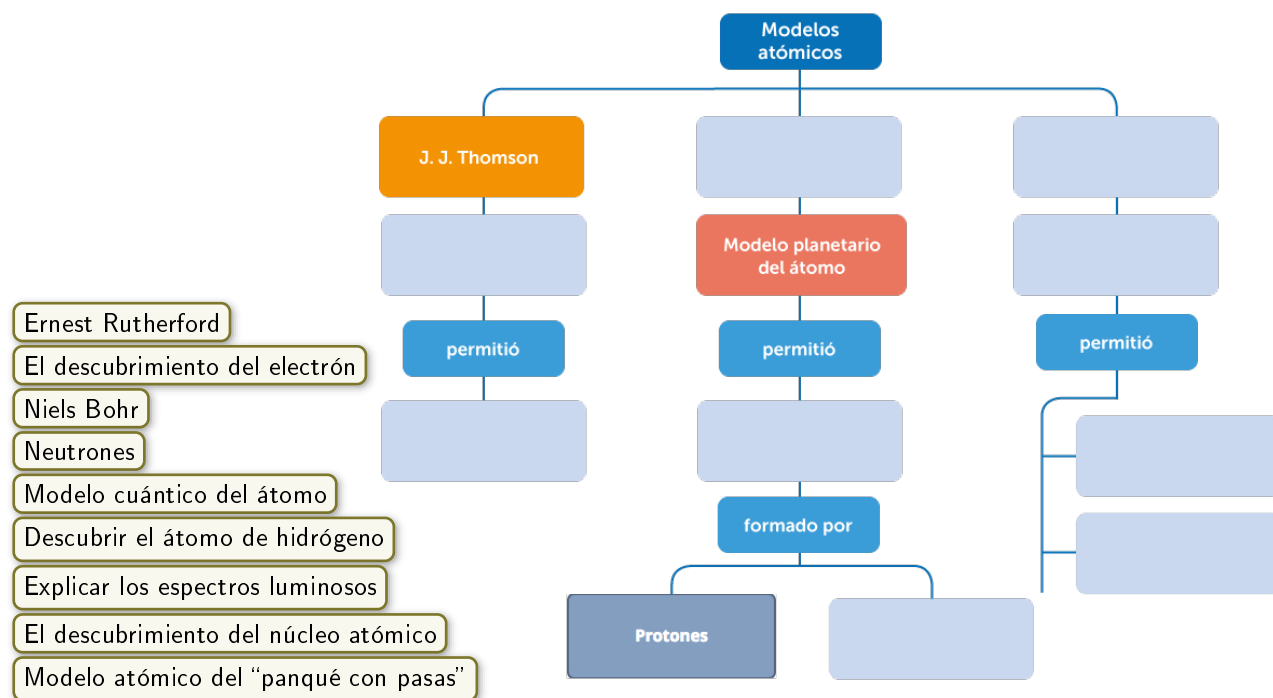 Modelos
atómicos
J. J. Thomson
Modelo planetario
del átomo
permitió
permitió
permitió
formado por
Protones
Ernest Rutherford
El descubrimiento del electrón
Niels Bohr
Neutrones
Modelo cuántico del átomo
Descubrir el átomo de hidrógeno
Explicar los espectros luminosos
El descubrimiento del núcleo atómico
Modelo atómico del “panqué con pasas”